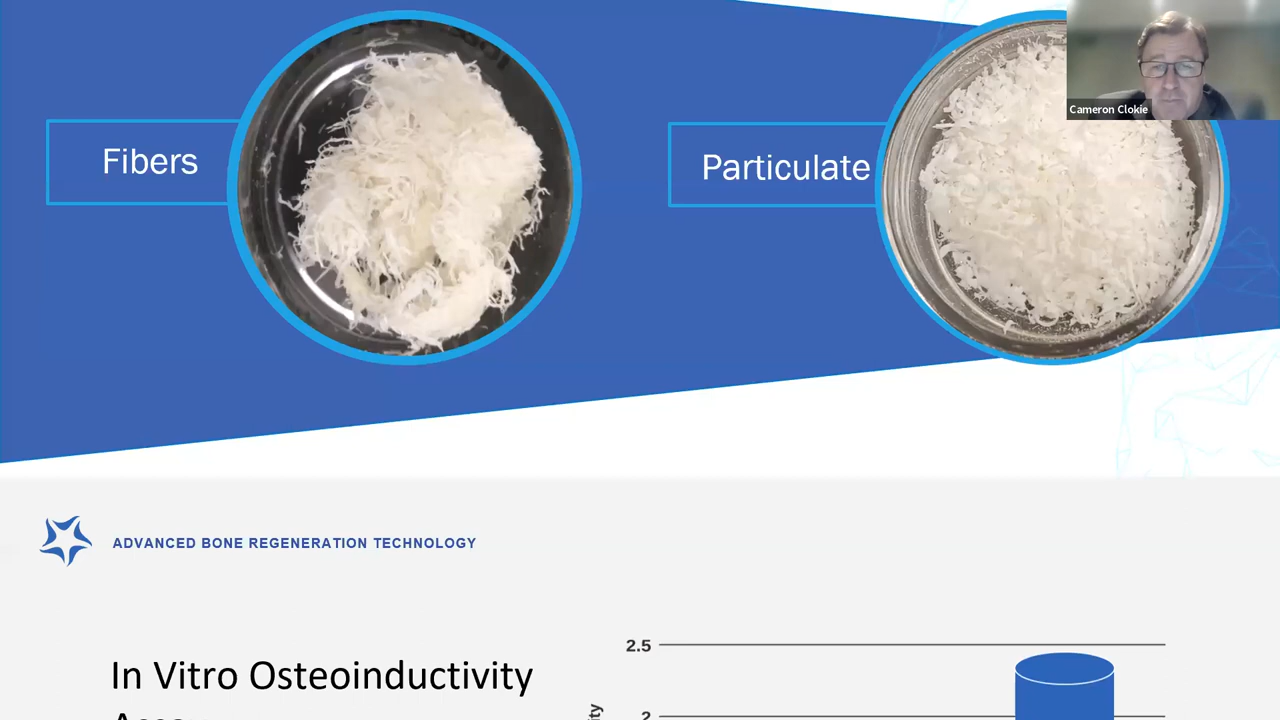 Cameron Clokie
Fibers
Particulate
ADVANCED BONE REGENERATION TECHNOLOGY
In Vitro Osteoinductivity
2.5
2